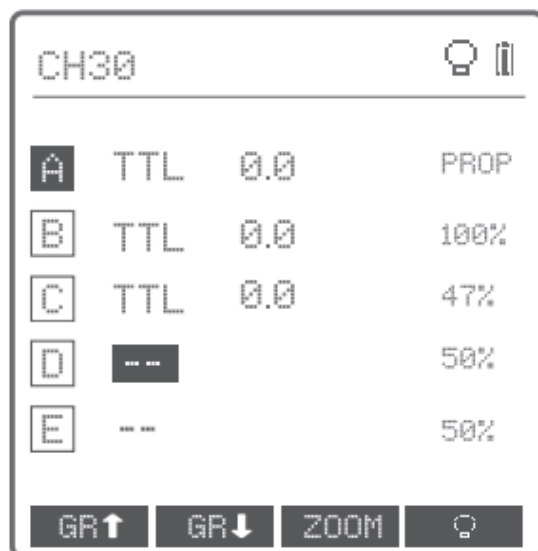 CH30
A TTL 0.0 PROP
B TTL 0.0 100%
C TTL 0.0 47%
D -- 50%
E -- 50%
GR↑ GR↓ ZOOM